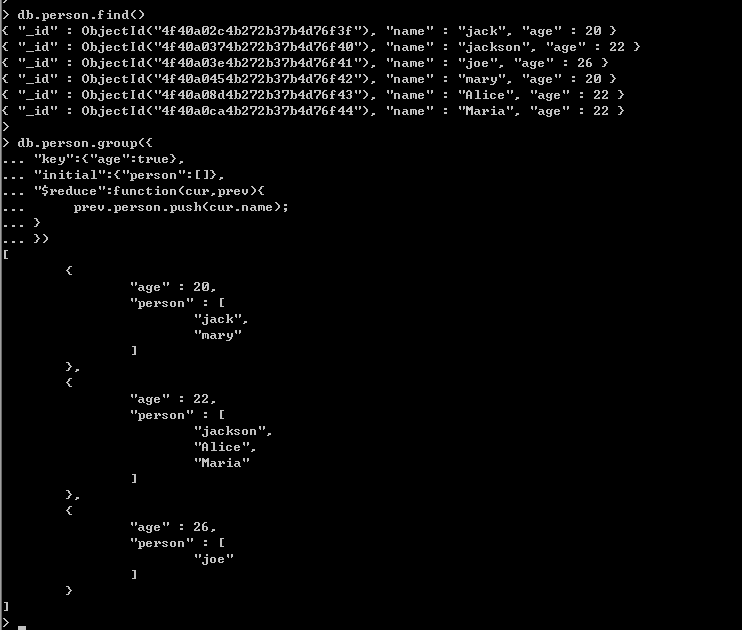 > db.person.find()
{ "_id" : ObjectId("4f40a02c4b272b37b4d76f3f"), "name" : "jack", "age" : 20 }
{ "_id" : ObjectId("4f40a0374b272b37b4d76f40"), "name" : "jackson", "age" : 22 }
{ "_id" : ObjectId("4f40a03e4b272b37b4d76f41"), "name" : "joe", "age" : 26 }
{ "_id" : ObjectId("4f40a0454b272b37b4d76f42"), "name" : "mary", "age" : 20 }
{ "_id" : ObjectId("4f40a08d4b272b37b4d76f43"), "name" : "Alice", "age" : 22 }
{ "_id" : ObjectId("4f40a0ca4b272b37b4d76f44"), "name" : "Maria", "age" : 22 }
>
> db.person.group({
... "key":{"age":true},
... "initial":{"person":[]},
... "$reduce":function(cur,prev){
...     prev.person.push(cur.name);
... }
... })
[
        {
                "age" : 20,
                "person" : [
                        "jack",
                        "mary"
                ]
        },
        {
                "age" : 22,
                "person" : [
                        "jackson",
                        "Alice",
                        "Maria"
                ]
        },
        {
                "age" : 26,
                "person" : [
                        "joe"
                ]
        }
]
>